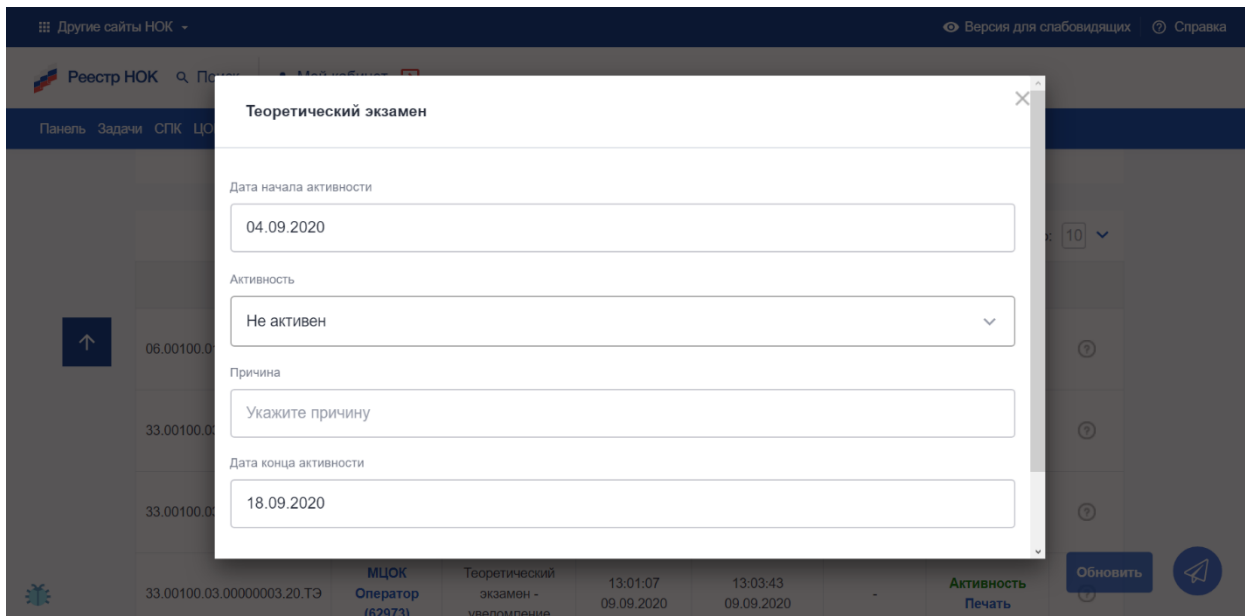 Другие сайты НОК
Версия для слабовидящих
Справка
Реестр НОК
Панель Задачи СПК
Теоретический экзамен
Дата начала активности
04.09.2020
10
Активность
Не активен
06.00100.0
Причина
Укажите причину
33.00100.0
Дата конца активности
18.09.2020
33.00100.0
33.00100.03.00000003.20.ТЭ
МЦОК
Оператор
(62973)
Теоретический
экзамен -
уведомление
13:01:07
09.09.2020
13:03:43
09.09.2020
-
Активность
Печать
Обновить